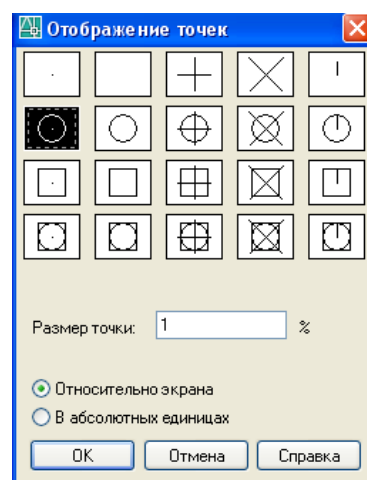 Отображение точек
Размер точки: 1 %
Относительно экрана
В абсолютных единицах
OK Отмена Справка